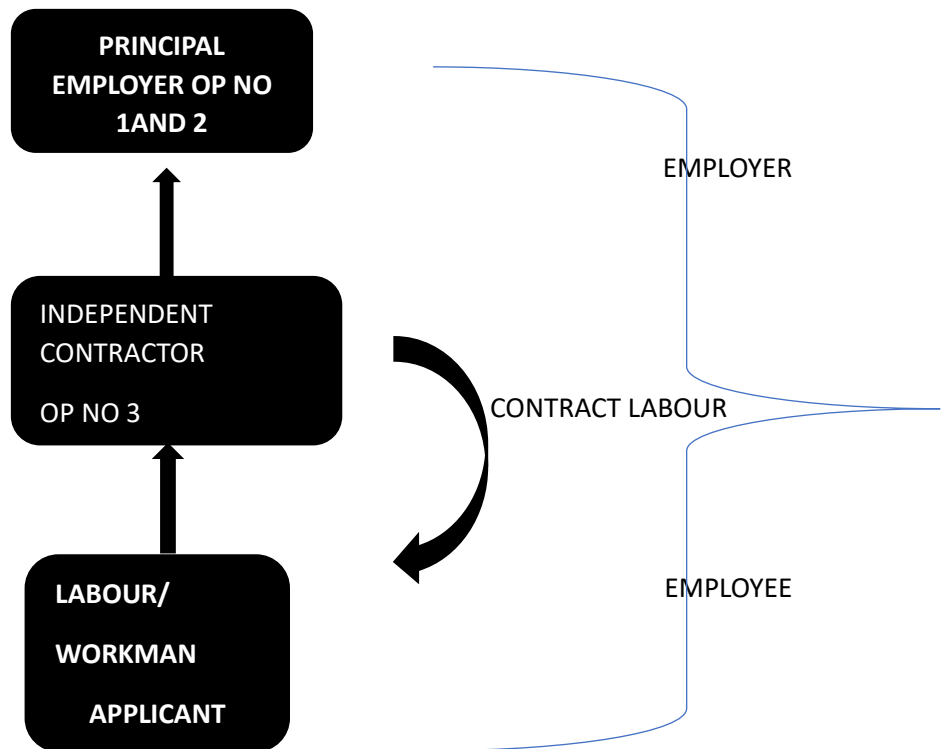 PRINCIPAL
EMPLOYER OP NO
1AND 2
EMPLOYER
INDEPENDENT
CONTRACTOR
OP NO 3
CONTRACT LABOUR
LABOUR/
WORKMAN
APPLICANT
EMPLOYEE